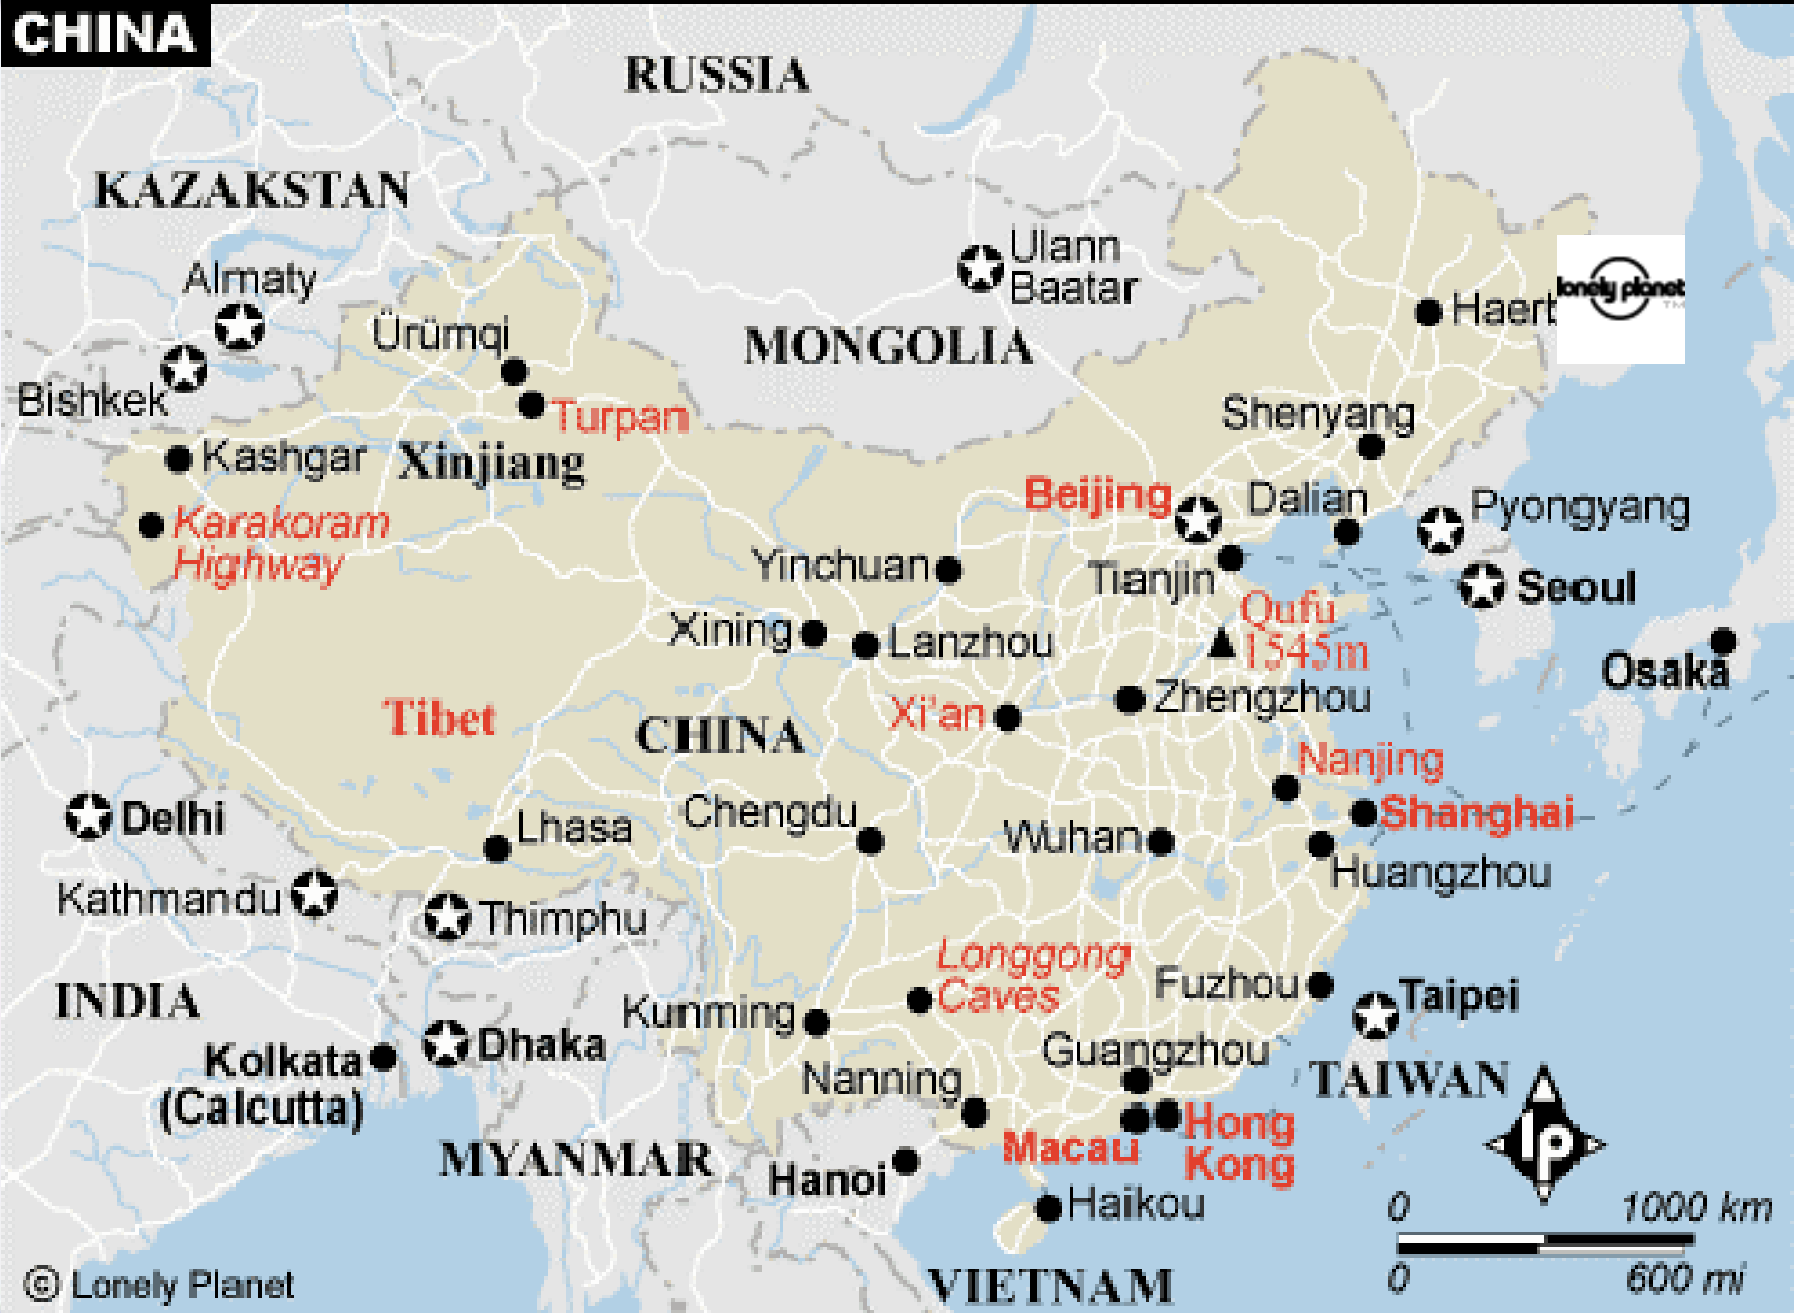 CHINA
RUSSIA
KAZAKSTAN
Ulann
Baatar
Almaty
lonely planet
TM
Haerb
Ürümqi
MONGOLIA
Bishkek
Turpan
Shenyang
Kashgar
Xinjiang
Beijing
Dalian
Pyongyang
Karakoram
Highway
Yinchuan
Tianjin
Seoul
Qufu
1545m
Xining
Lanzhou
Osaka
Zhengzhou
Tibet
Xi'an
CHINA
Nanjing
Delhi
Lhasa
Chengdu
Wuhan
Shanghai
Huangzhou
Kathmandu
Thimphu
Longgong
Caves
INDIA
Kunming
Fuzhou
Taipei
Kolkata
(Calcutta)
Dhaka
Guangzhou
Nanning
TAIWAN
MYANMAR
Hanoi
Macau
Hong
Kong
lp
Haikou
0 1000 km
0 600 mi
© Lonely Planet
VIETNAM